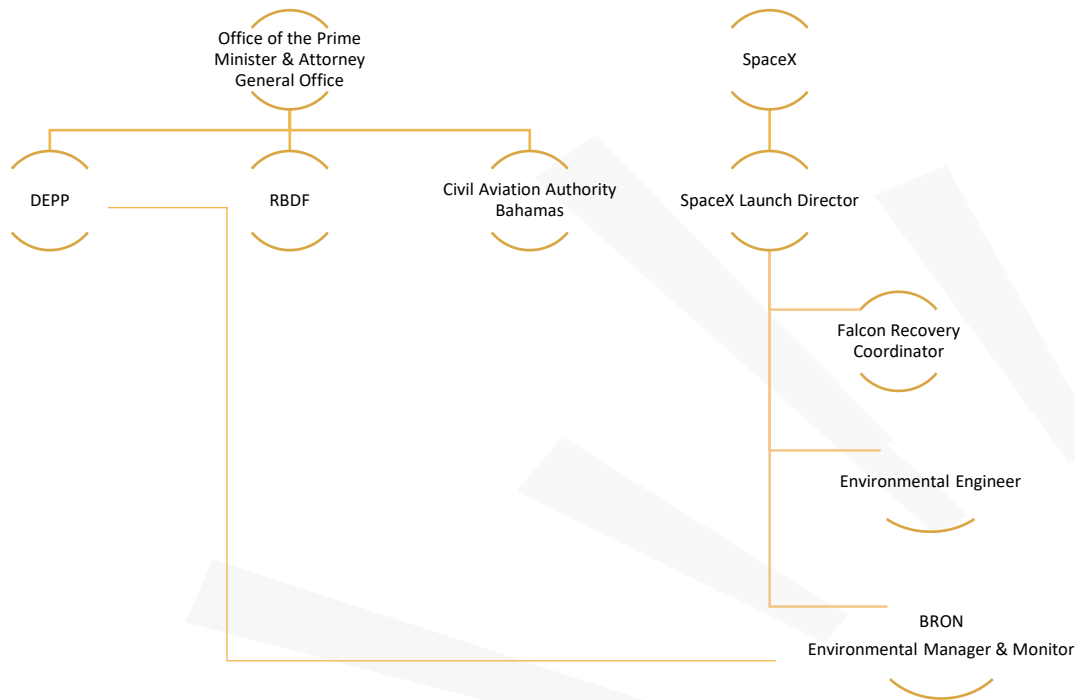 Office of the Prime
Minister & Attorney
General Office
SpaceX
DEPP
RBDF
Civil Aviation Authority
Bahamas
SpaceX Launch Director
Falcon Recovery
Coordinator
Environmental Engineer
BRON
Environmental Manager & Monitor